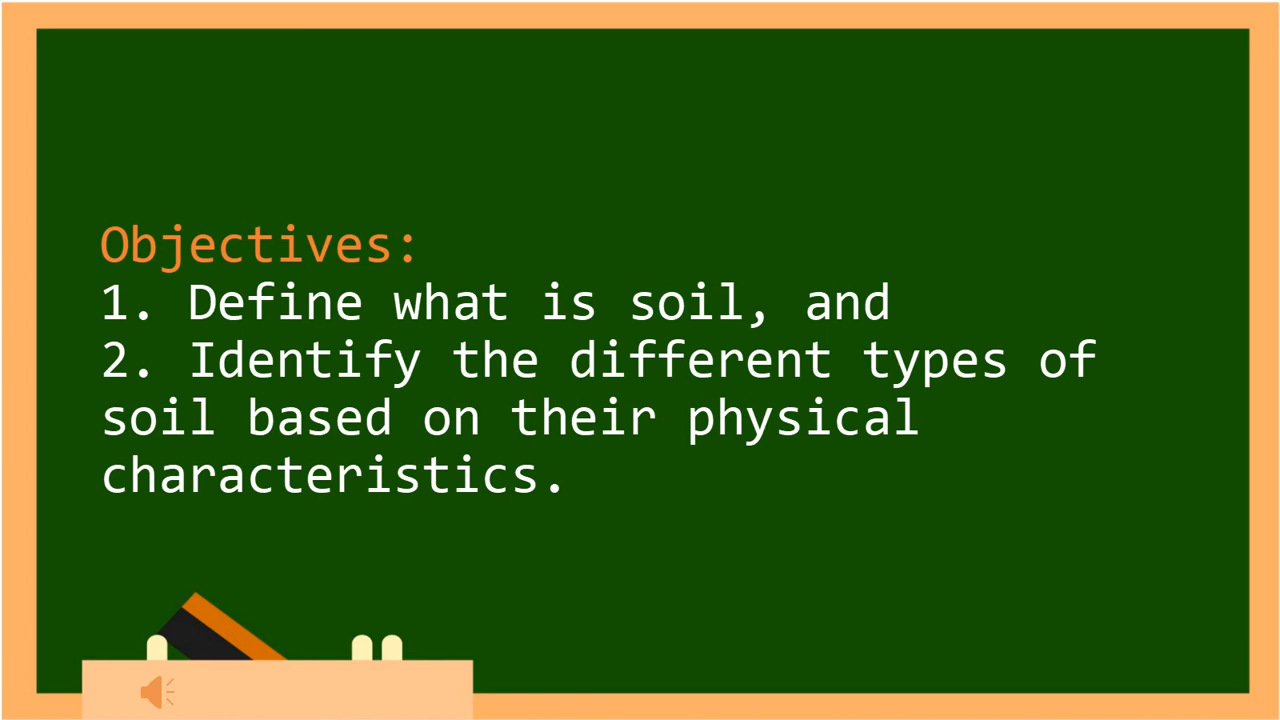 Objectives:
1. Define what is soil, and
2. Identify the different types of
soil based on their physical
characteristics.